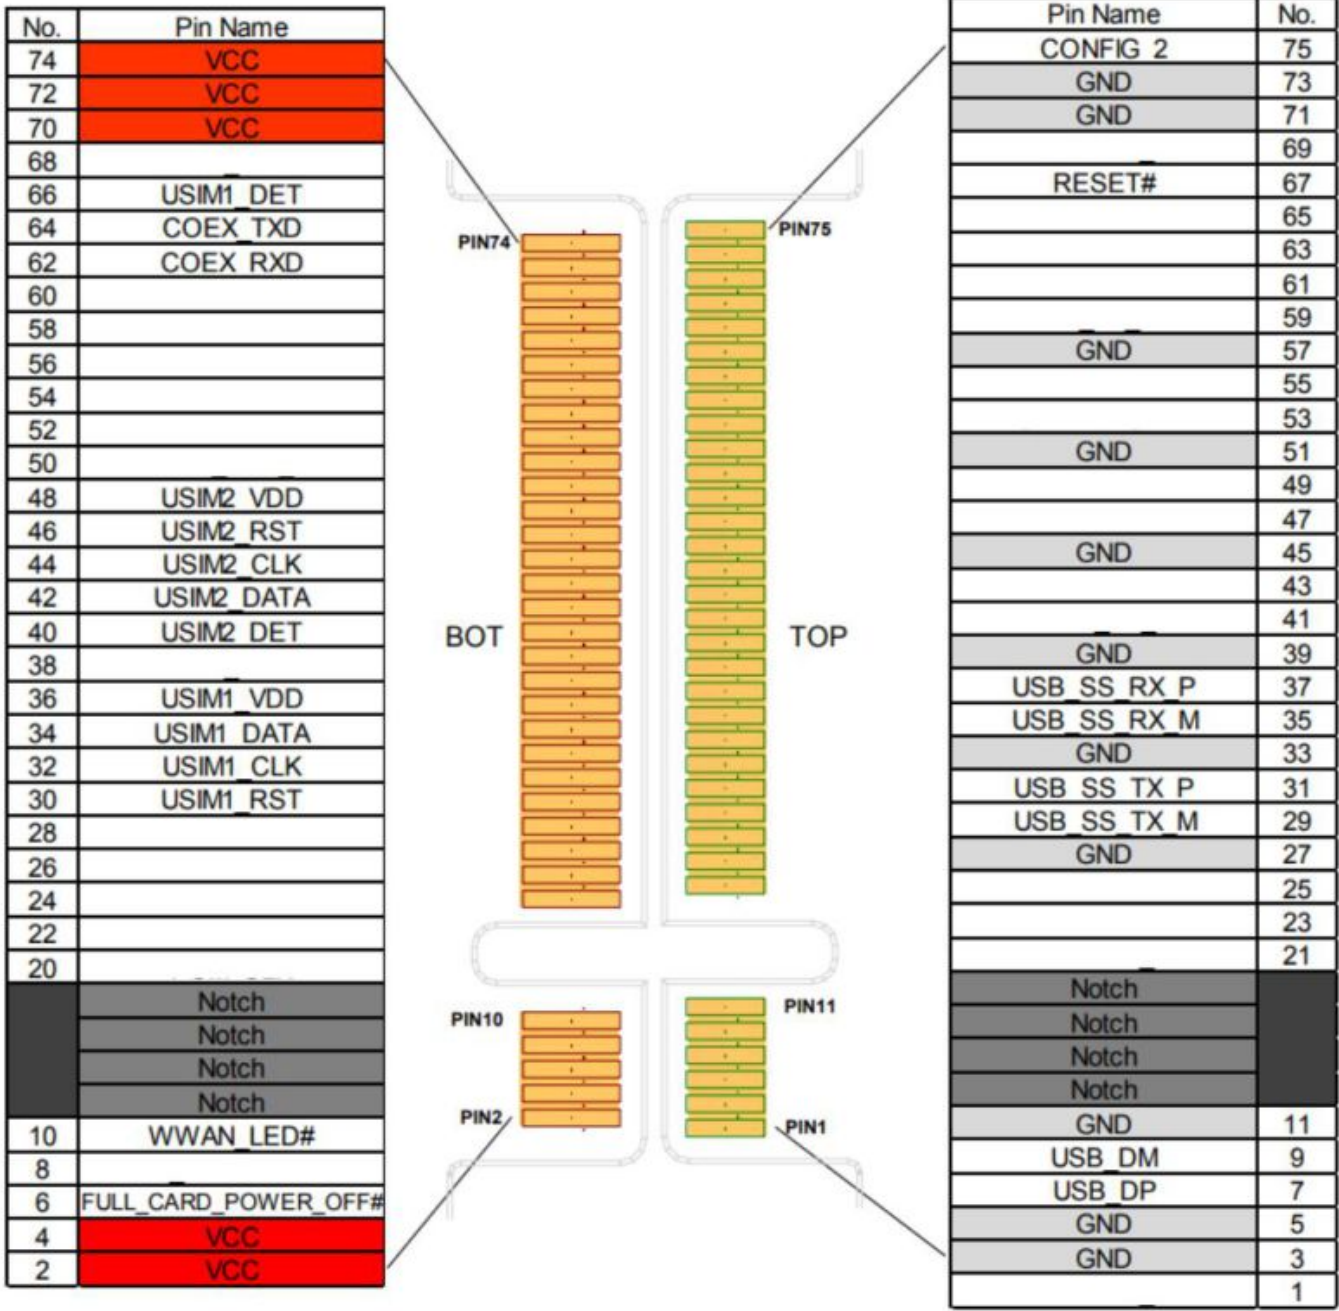 No. Pin Name
74 VCC
72 VCC
70 VCC
68
66 USIM1_DET
64 COEX_TXD
62 COEX_RXD
60
58
56
54
52
50
48 USIM2_VDD
46 USIM2_RST
44 USIM2_CLK
42 USIM2_DATA
40 USIM2_DET
38
36 USIM1_VDD
34 USIM1_DATA
32 USIM1_CLK
30 USIM1_RST
28
26
24
22
20
Notch
Notch
Notch
Notch
10 WWAN_LED#
8
6 FULL_CARD_POWER_OFF#
4 VCC
2 VCC
PIN74
PIN75
BOT
TOP
PIN10
PIN11
PIN2
PIN1
Pin Name No.
CONFIG_2 75
GND 73
GND 71
69
RESET# 67
65
63
61
59
GND 57
55
53
GND 51
49
47
GND 45
43
41
GND 39
USB_SS_RX_P 37
USB_SS_RX_M 35
GND 33
USB_SS_TX_P 31
USB_SS_TX_M 29
GND 27
25
23
21
Notch
Notch
Notch
Notch
GND 11
USB_DM 9
USB_DP 7
GND 5
GND 3
1